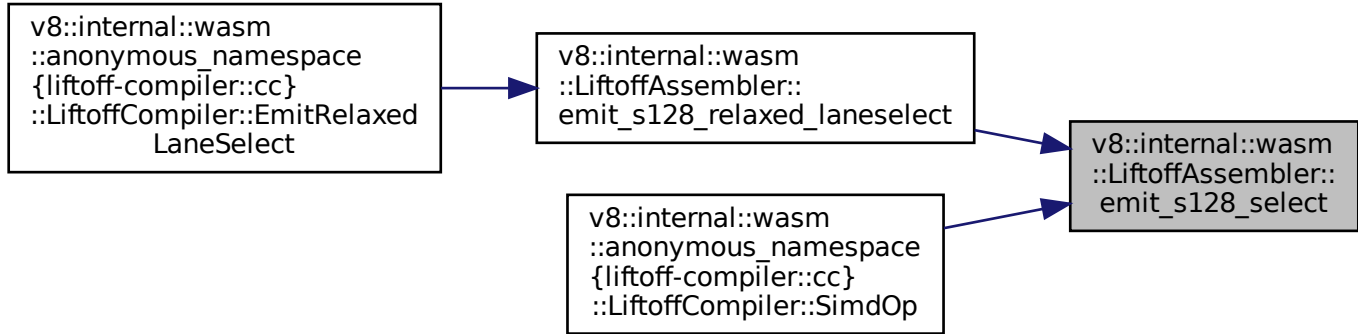 v8::internal::wasm
::anonymous_namespace
{liftoff-compiler::cc}
::LiftoffCompiler::EmitRelaxed
LaneSelect
v8::internal::wasm
::LiftoffAssembler::
emit_s128_relaxed_laneselect
v8::internal::wasm
::anonymous_namespace
{liftoff-compiler::cc}
::LiftoffCompiler::SimdOp
v8::internal::wasm
::LiftoffAssembler::
emit_s128_select